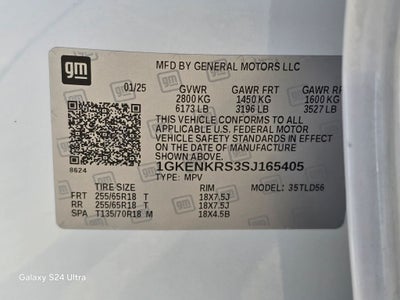 gm
MFD BY GENERAL MOTORS LLC
01/25 GVWR GAWR FRT GAWR RR
2800 KG 1450 KG 1600 KG
6173 LB 3196 LB 3527 LB
THIS VEHICLE CONFORMS TO ALL
APPLICABLE U.S. FEDERAL MOTOR
VEHICLE SAFETY STANDARDS IN EFFECT
ON THE DATE OF MANUFACTURE
SHOWN ABOVE
8624 1GKENKRS3SJ165405
TYPE: MPV
TIRE SIZE RIM MODEL: 35TLD56
FRT 255/65R18 T 18X7.5J
RR 255/65R18 T 18X7.5J
SPA T135/70R18 M 18X4.5B
Galaxy S24 Ultra